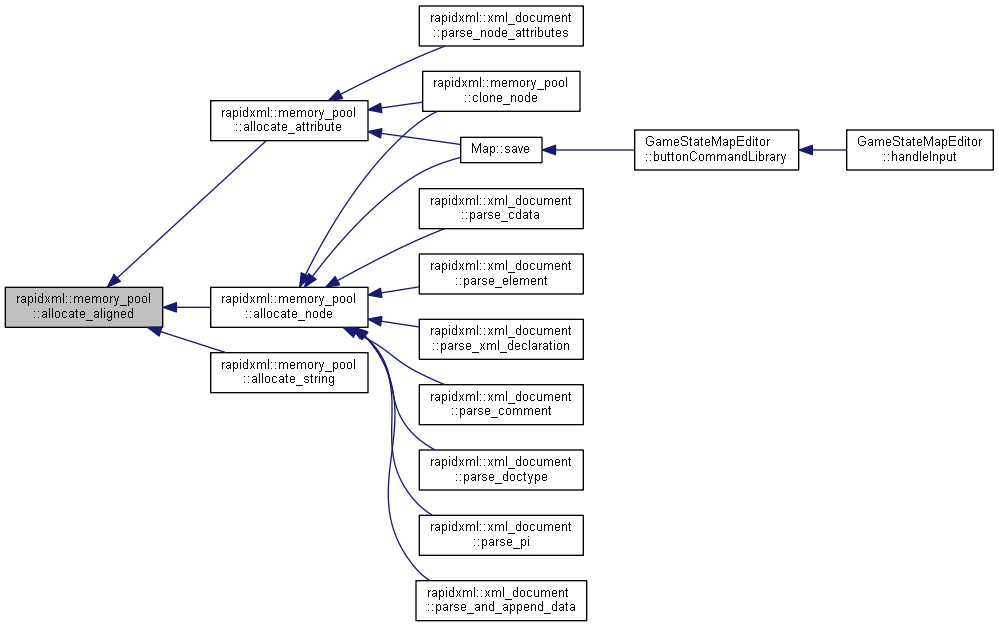 rapidxml::xml_document
::parse_node_attributes
rapidxml::memory_pool
::clone_node
rapidxml::memory_pool
::allocate_attribute
Map::save
GameStateMapEditor
::buttonCommandLibrary
GameStateMapEditor
::handleInput
rapidxml::xml_document
::parse_cdata
rapidxml::xml_document
::parse_element
rapidxml::memory_pool
::allocate_aligned
rapidxml::memory_pool
::allocate_node
rapidxml::xml_document
::parse_xml_declaration
rapidxml::memory_pool
::allocate_string
rapidxml::xml_document
::parse_comment
rapidxml::xml_document
::parse_doctype
rapidxml::xml_document
::parse_pi
rapidxml::xml_document
::parse_and_append_data